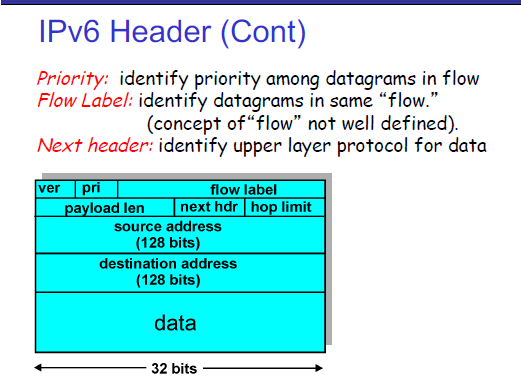 IPv6 Header (Cont)
Priority: identify priority among datagrams in flow
Flow Label: identify datagrams in same “flow.”
(concept of“flow” not well defined).
Next header: identify upper layer protocol for data
ver pri flow label
payload len next hdr hop limit
source address
(128 bits)
destination address
(128 bits)
data
32 bits